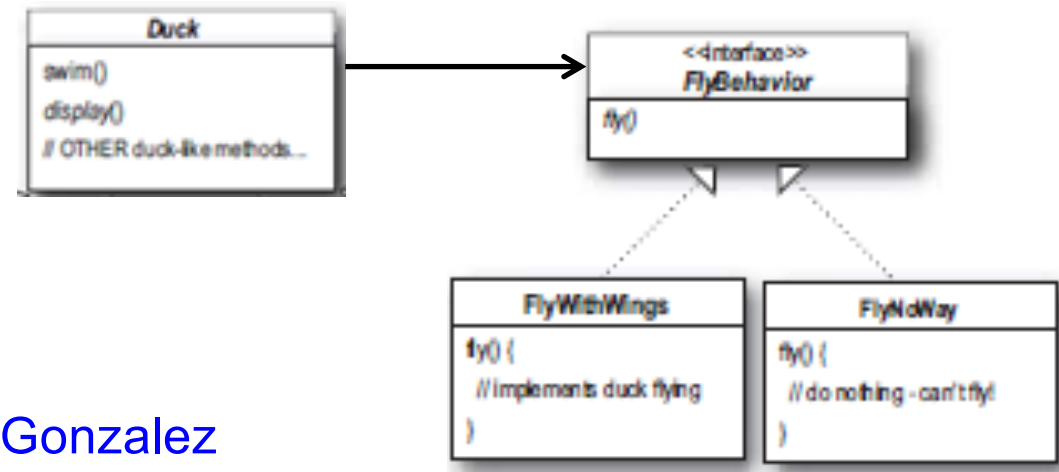 Duck
swim()
display()
// OTHER duck-like methods...
<<interface>>
FlyBehavior
fly()
FlyWithWings
fly() {
// implements duck flying
}
FlyNoWay
fly() {
// do nothing - can't fly!
}
Gonzalez